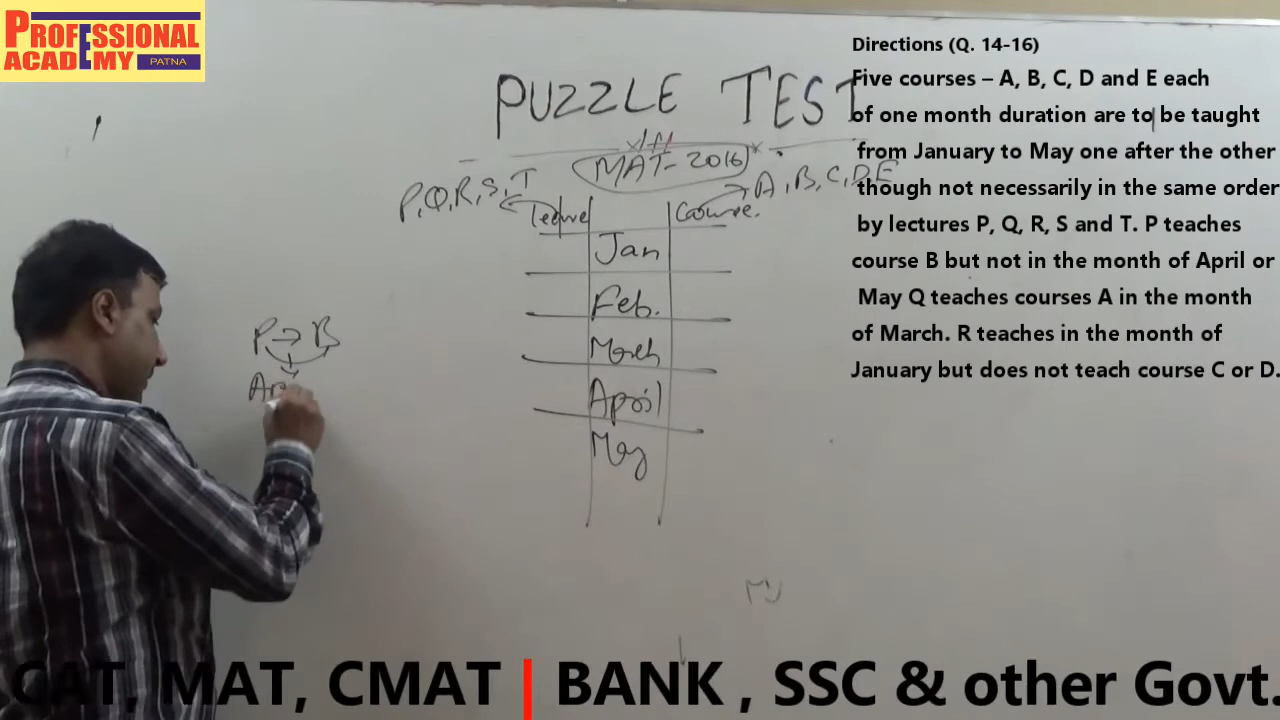 PROFESSIONAL
ACADEMY PATNA
PUZZLE TEST
MAT-2016
P,Q,R,S,T
A,B,C,D,E
Course.
Jan
Feb.
March
April
May
P → B
Directions (Q. 14-16)
Five courses – A, B, C, D and E each
of one month duration are to be taught
from January to May one after the other
though not necessarily in the same order
by lectures P, Q, R, S and T. P teaches
course B but not in the month of April or
May Q teaches courses A in the month
of March. R teaches in the month of
January but does not teach course C or D.
CAT, MAT, CMAT | BANK , SSC & other Govt.